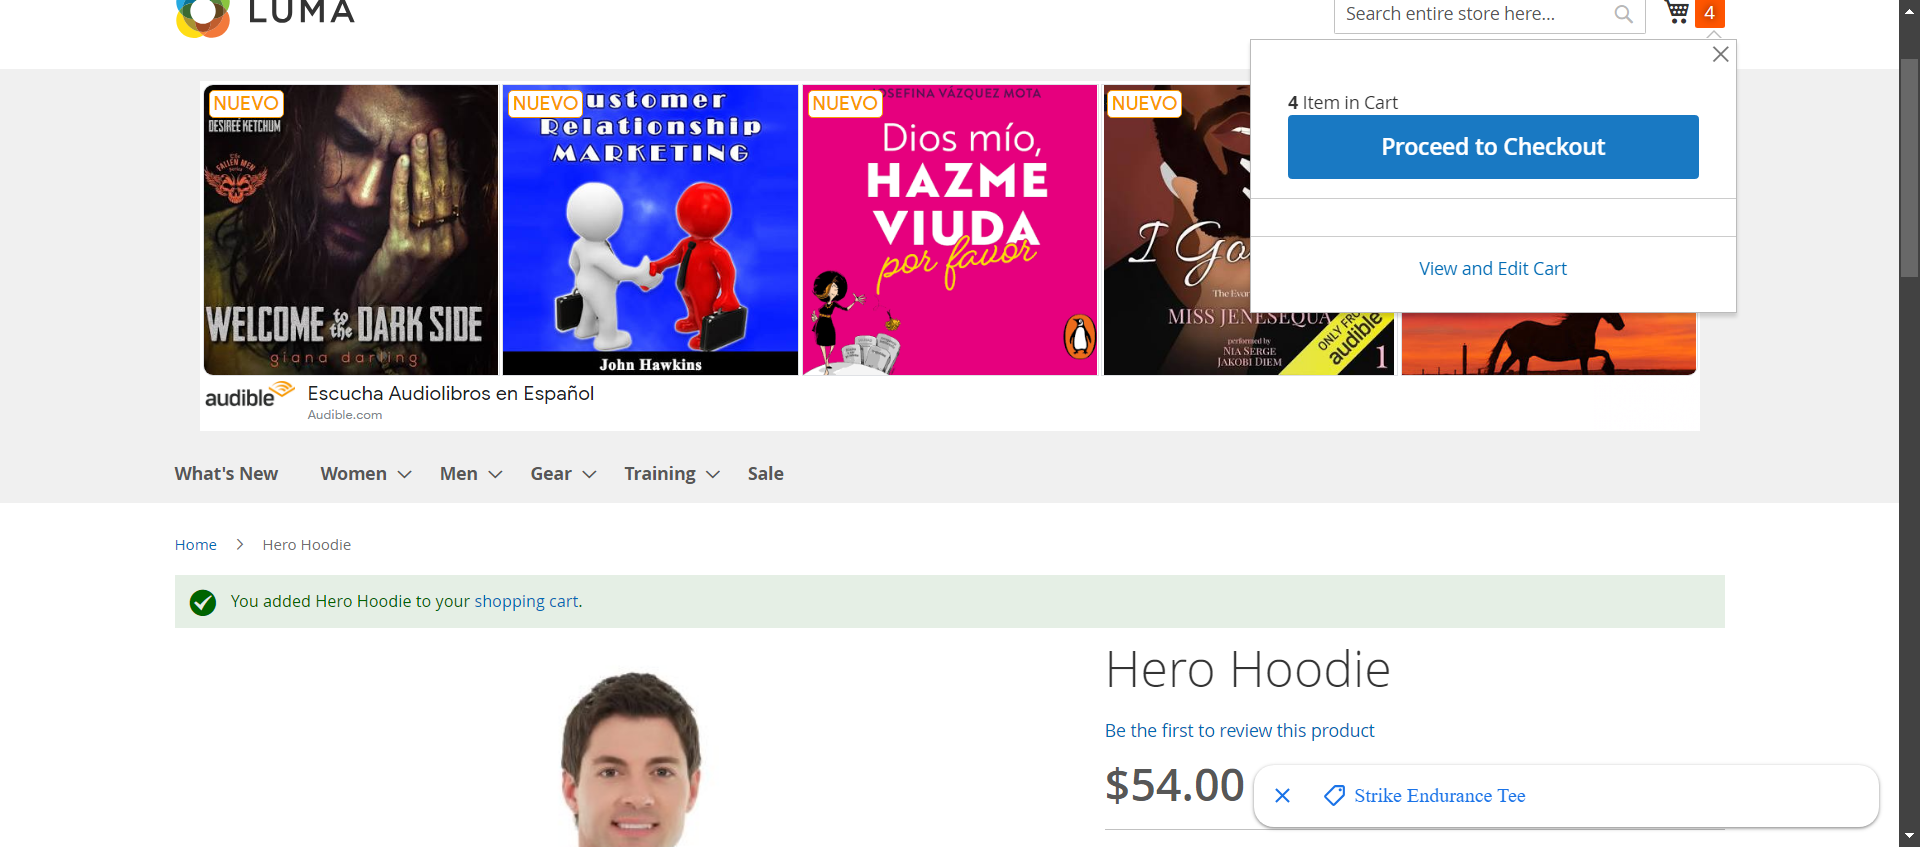 LUMA
Search entire store here...
4
4 Item in Cart
Proceed to Checkout
View and Edit Cart
NUEVO
DESIREÉ KETCHUM
FALLEN MEN
WELCOME to the DARK SIDE
giana darling
NUEVO
Customer
Relationship
MARKETING
John Hawkins
NUEVO
JOSEFINA VÁZQUEZ MOTA
Dios mío,
HAZME
VIUDA
por favor
NUEVO
I Go
The Evor
MISS JENESEQUA
performed by
NIA SERGE
JAKOBI DIEM
ONLY FRO
audible
1
audible
Escucha Audiolibros en Español
Audible.com
What's New
Women
Men
Gear
Training
Sale
Home
Hero Hoodie
You added Hero Hoodie to your shopping cart.
Hero Hoodie
Be the first to review this product
$54.00
Strike Endurance Tee